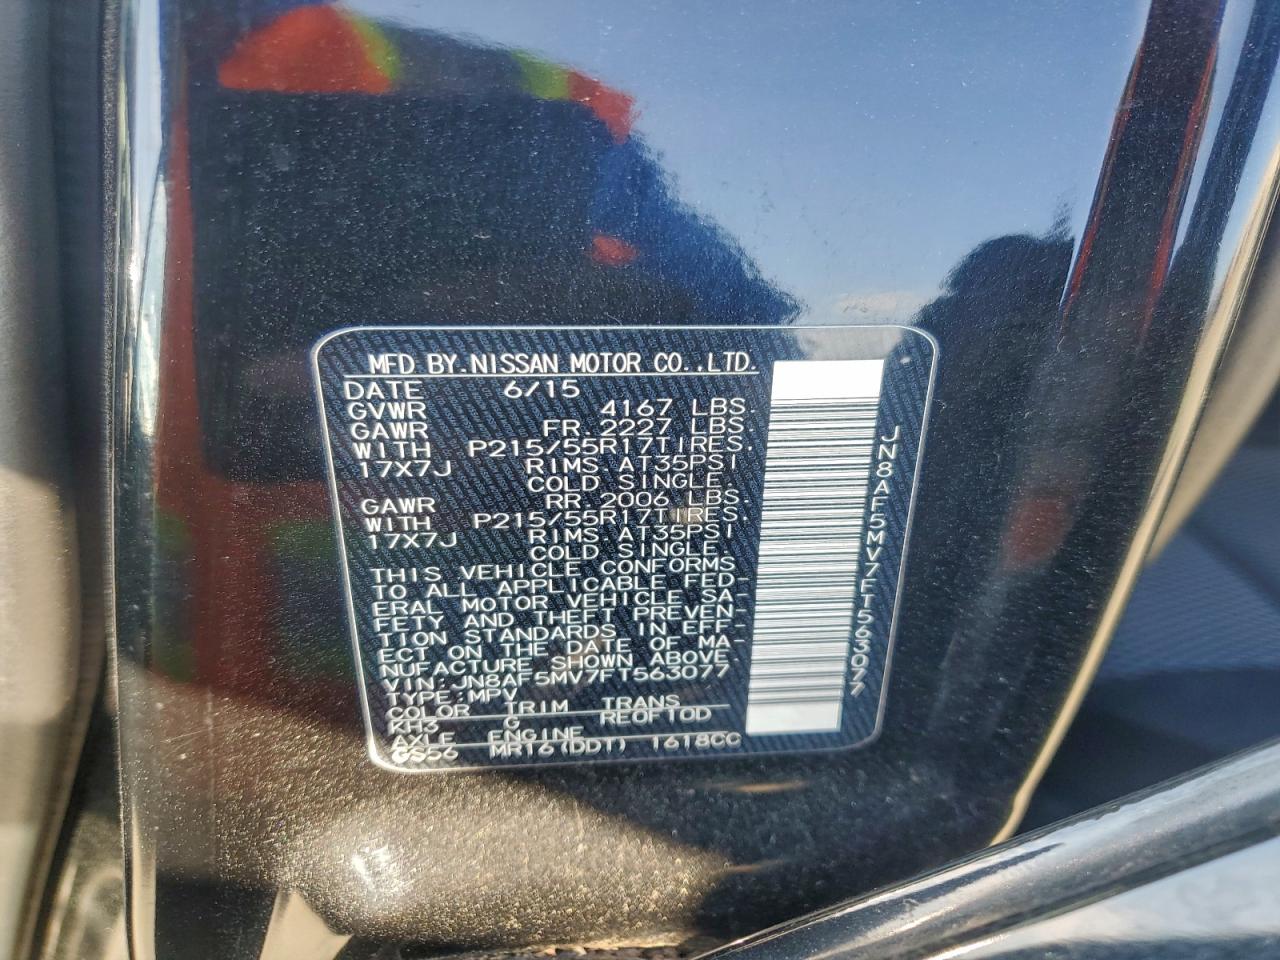 MFD BY.NISSAN MOTOR CO.,LTD.
DATE 6/15
GVWR 4167 LBS.
GAWR FR 2227 LBS.
WITH P215/55R17TIRES.
17X7J RIMS AT35PSI
COLD SINGLE.
GAWR RR 2006 LBS.
WITH P215/55R17TIRES.
17X7J RIMS AT35PSI
COLD SINGLE.
THIS VEHICLE CONFORMS
TO ALL APPLICABLE FED-
ERAL MOTOR VEHICLE SA-
FETY AND THEFT PREVEN-
TION STANDARDS IN EFF-
ECT ON THE DATE OF MA-
NUFACTURE SHOWN ABOVE.
VIN:JN8AF5MV7FT563077
TYPE:MPV
COLOR TRIM TRANS
KH3 G RE0FT0D
AXLE ENGINE
GS56 MR16(DDT) 1618CC
JN8AF5MV7FT563077